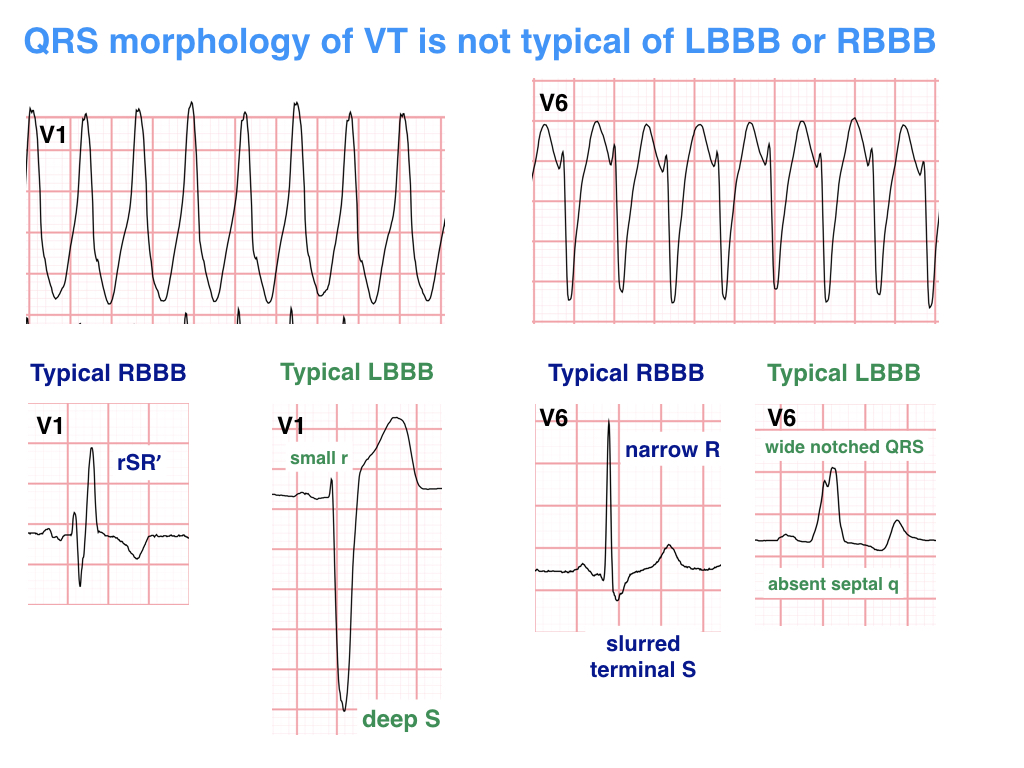 QRS morphology of VT is not typical of LBBB or RBBB
V1
V6
Typical RBBB
Typical LBBB
Typical RBBB
Typical LBBB
V1
rSR’
V1
small r
deep S
V6
narrow R
slurred
terminal S
V6
wide notched QRS
absent septal q